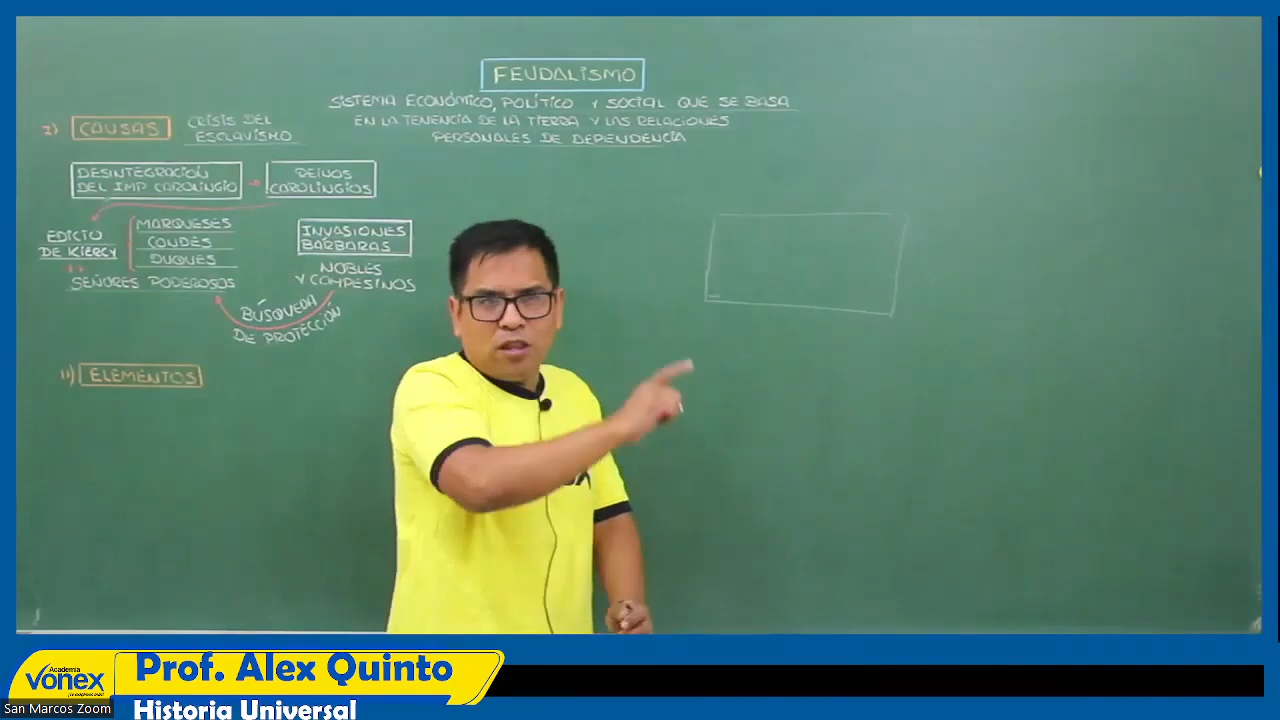 FEUDALISMO
SISTEMA ECONÓMICO, POLÍTICO Y SOCIAL QUE SE BASA
EN LA TENENCIA DE LA TIERRA Y LAS RELACIONES
PERSONALES DE DEPENDENCIA
I) CAUSAS
CRISIS DEL
ESCLAVISMO
DESINTEGRACIÓN
DEL IMP CAROLINGIO
REINOS
CAROLINGIOS
EDICTO
DE KIERCY
MARQUESES
CONDES
DUQUES
SEÑORES PODEROSOS
INVASIONES
BÁRBARAS
NOBLES
Y CAMPESINOS
BÚSQUEDA
DE PROTECCIÓN
II) ELEMENTOS
Academia
vonex
Prof. Alex Quinto
Historia Universal
San Marcos Zoom